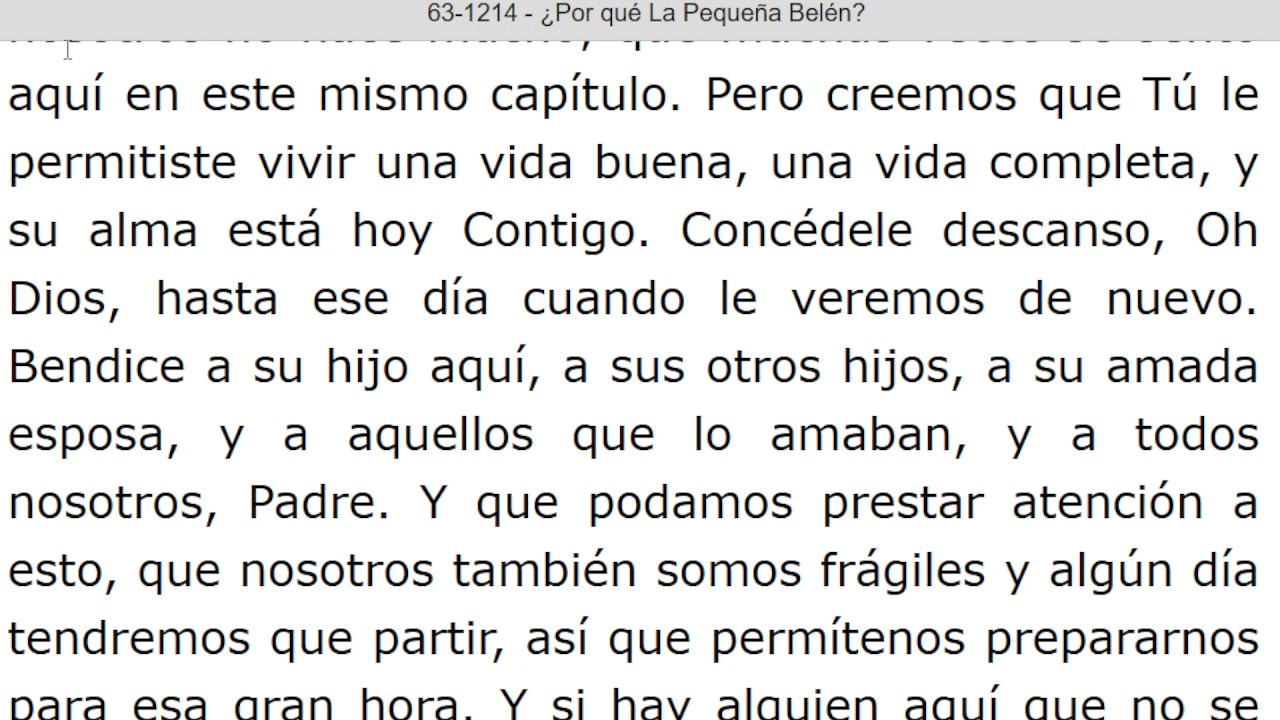 63-1214 - ¿Por qué La Pequeña Belén?
aquí en este mismo capítulo. Pero creemos que Tú le
permitiste vivir una vida buena, una vida completa, y
su alma está hoy Contigo. Concédele descanso, Oh
Dios, hasta ese día cuando le veremos de nuevo.
Bendice a su hijo aquí, a sus otros hijos, a su amada
esposa, y a aquellos que lo amaban, y a todos
nosotros, Padre. Y que podamos prestar atención a
esto, que nosotros también somos frágiles y algún día
tendremos que partir, así que permítenos prepararnos
para esa gran hora. Y si hay alguien aquí que no se